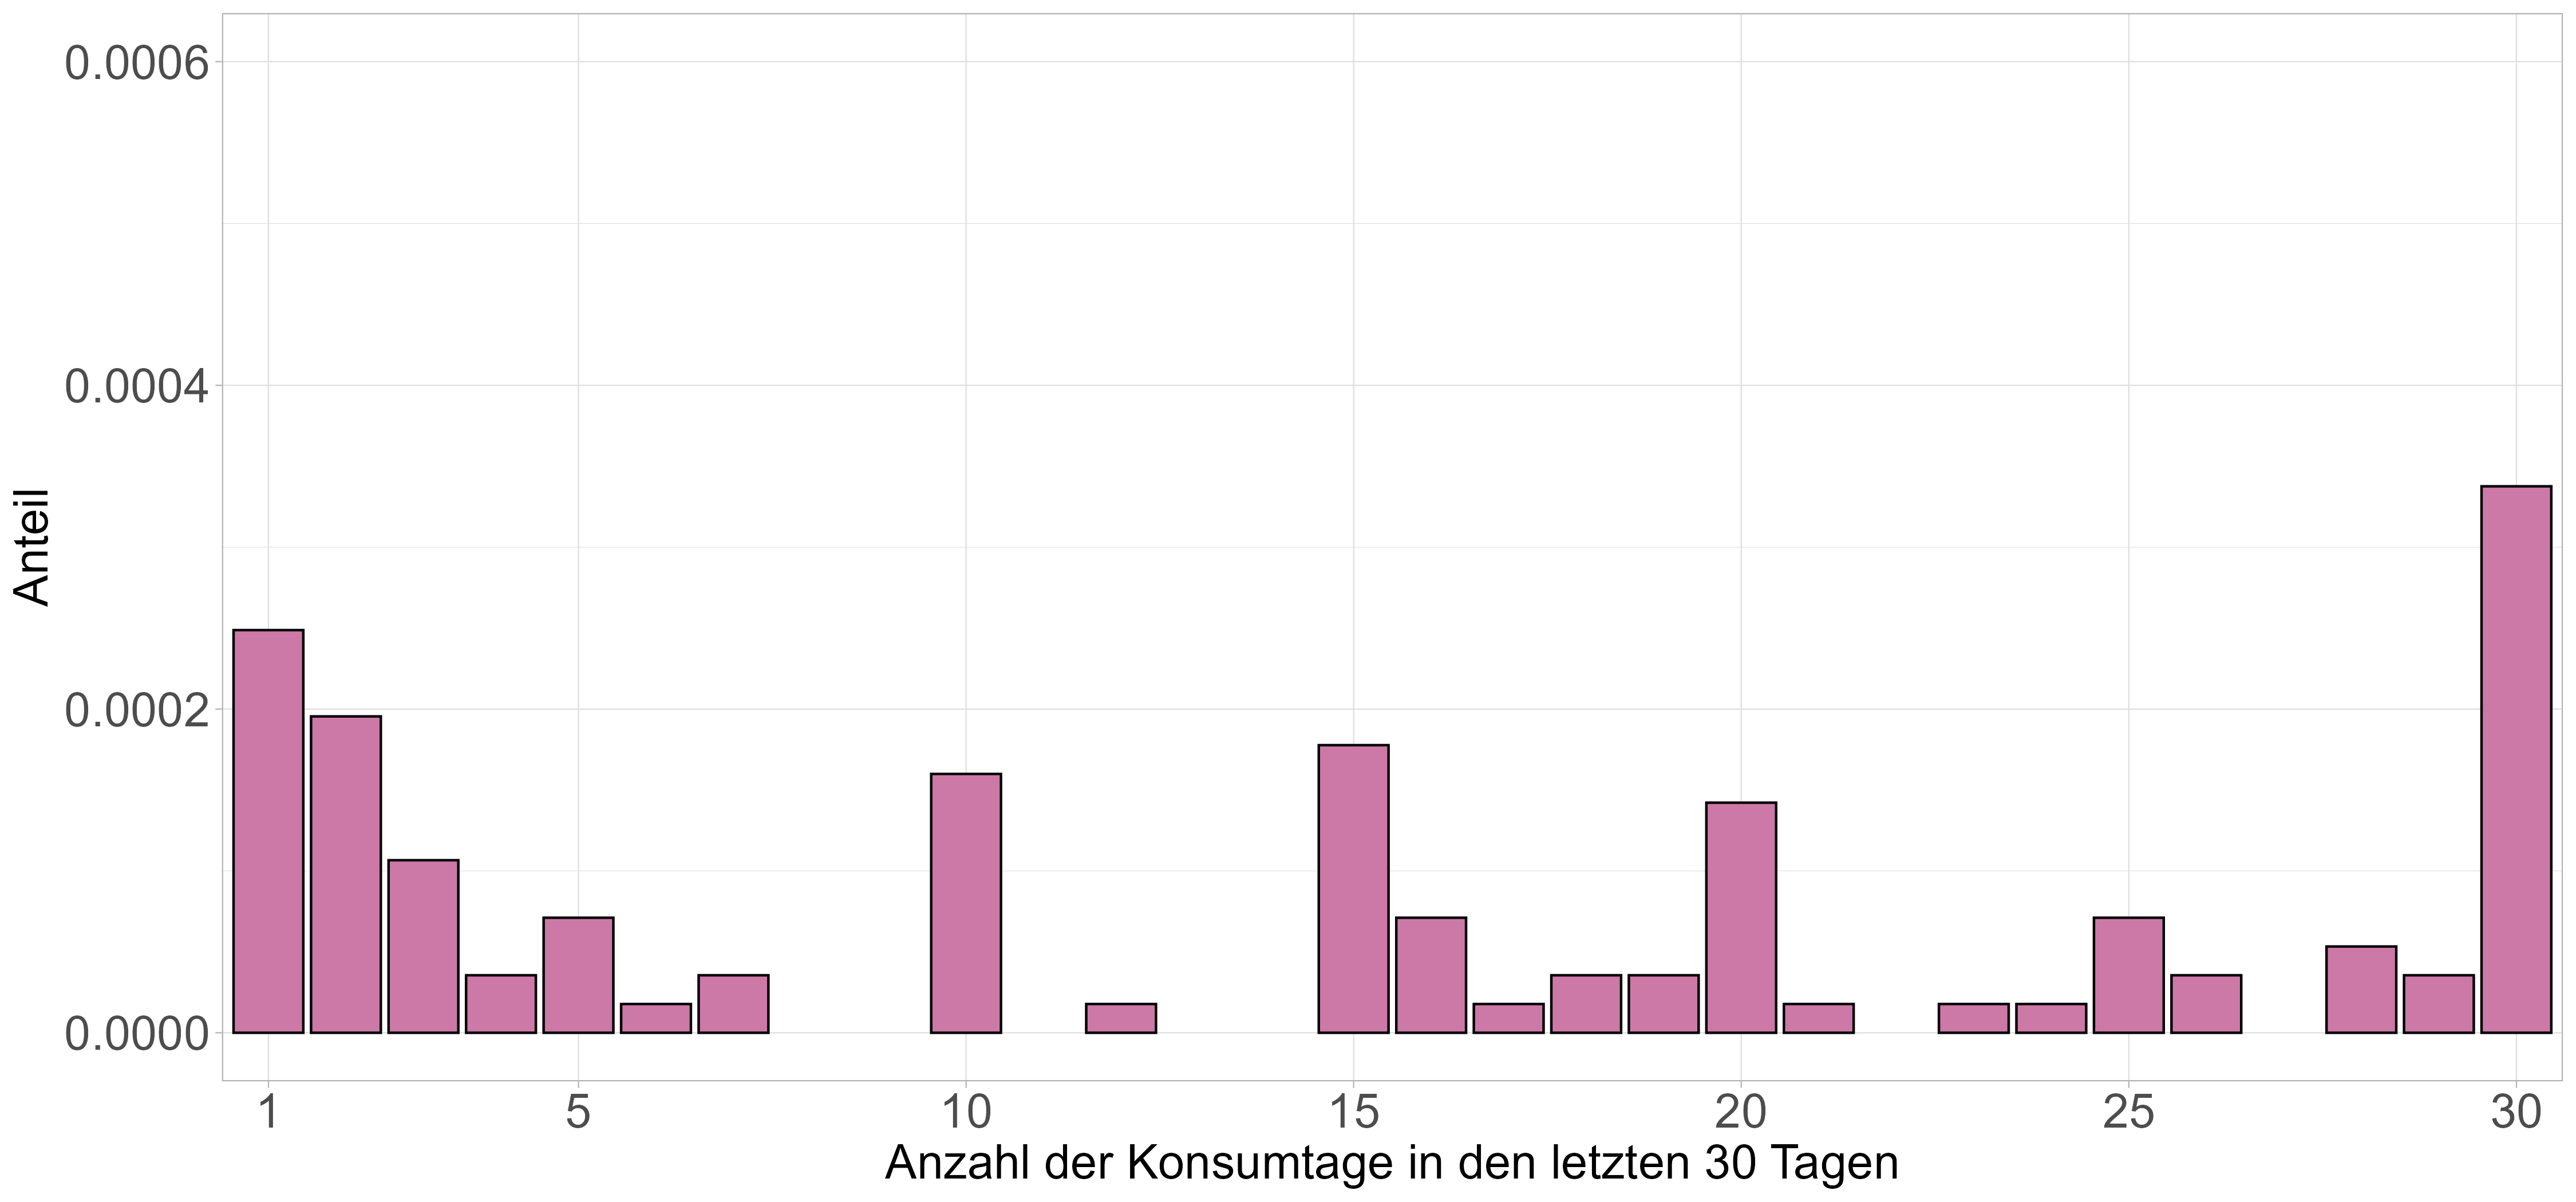 0.0006
0.0004
0.0002
0.0000
Anteil
1 5 10 15 20 25 30
Anzahl der Konsumtage in den letzten 30 Tagen